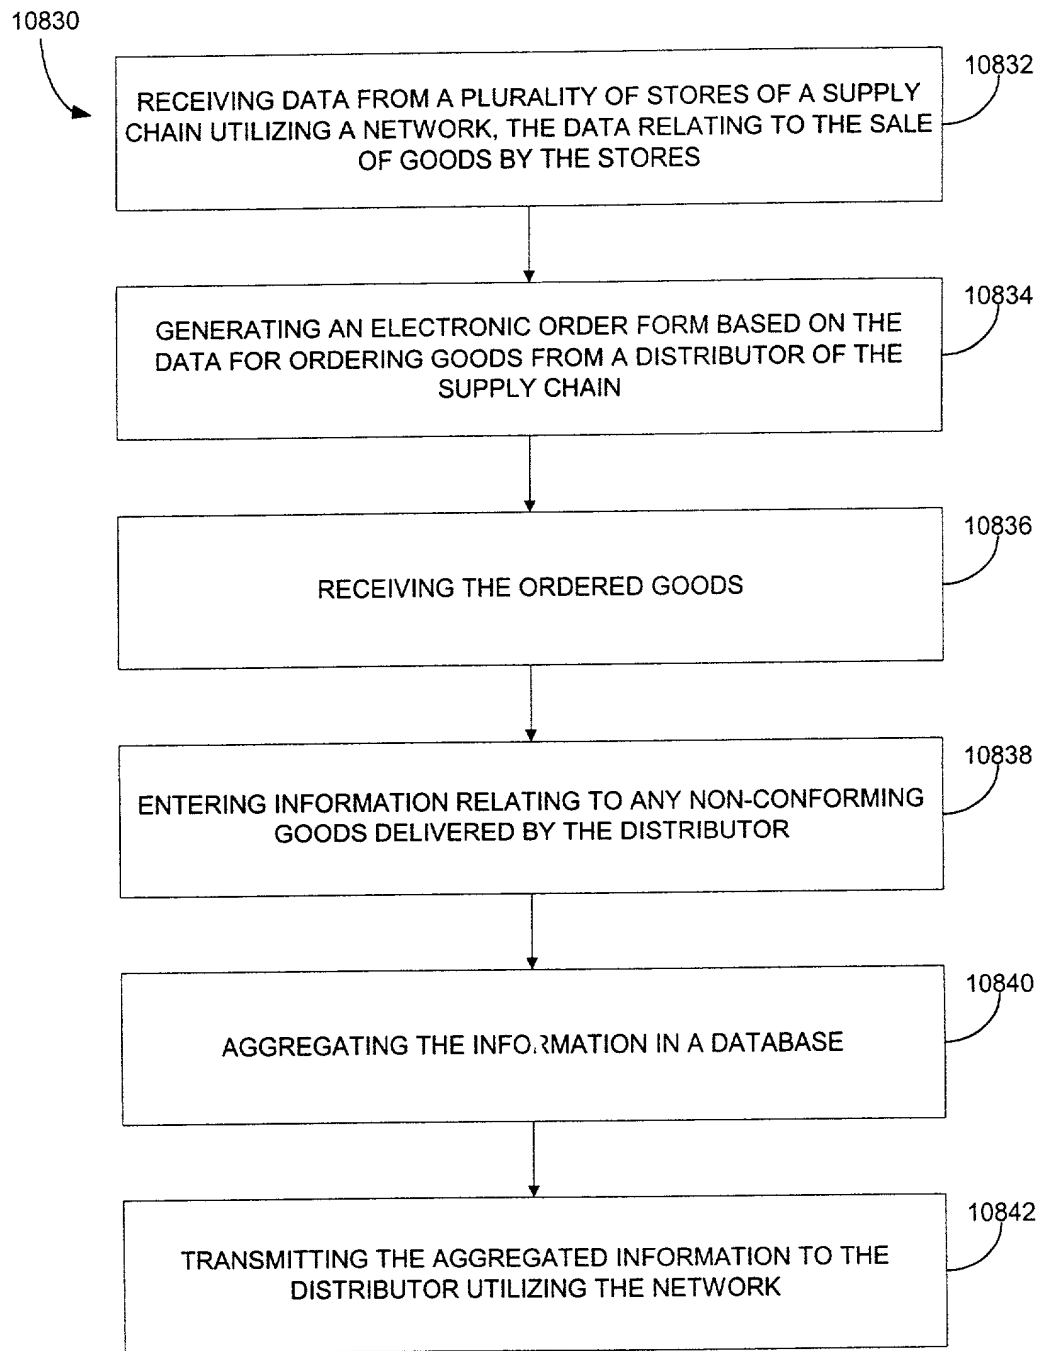 10830
10832
RECEIVING DATA FROM A PLURALITY OF STORES OF A SUPPLY
CHAIN UTILIZING A NETWORK, THE DATA RELATING TO THE SALE
OF GOODS BY THE STORES
10834
GENERATING AN ELECTRONIC ORDER FORM BASED ON THE
DATA FOR ORDERING GOODS FROM A DISTRIBUTOR OF THE
SUPPLY CHAIN
10836
RECEIVING THE ORDERED GOODS
10838
ENTERING INFORMATION RELATING TO ANY NON-CONFORMING
GOODS DELIVERED BY THE DISTRIBUTOR
10840
AGGREGATING THE INFORMATION IN A DATABASE
10842
TRANSMITTING THE AGGREGATED INFORMATION TO THE
DISTRIBUTOR UTILIZING THE NETWORK